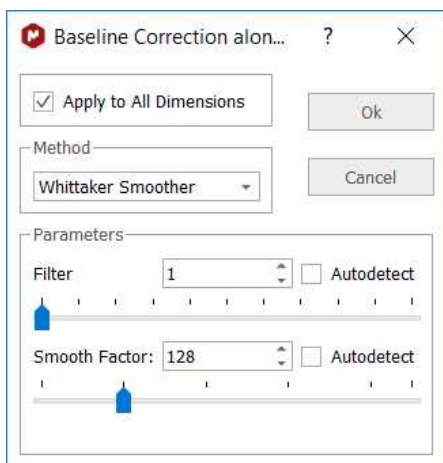 Baseline Correction alon... ?
Apply to All Dimensions
Ok
Method
Whittaker Smoother
Cancel
Parameters
Filter 1 Autodetect
Smooth Factor: 128 Autodetect